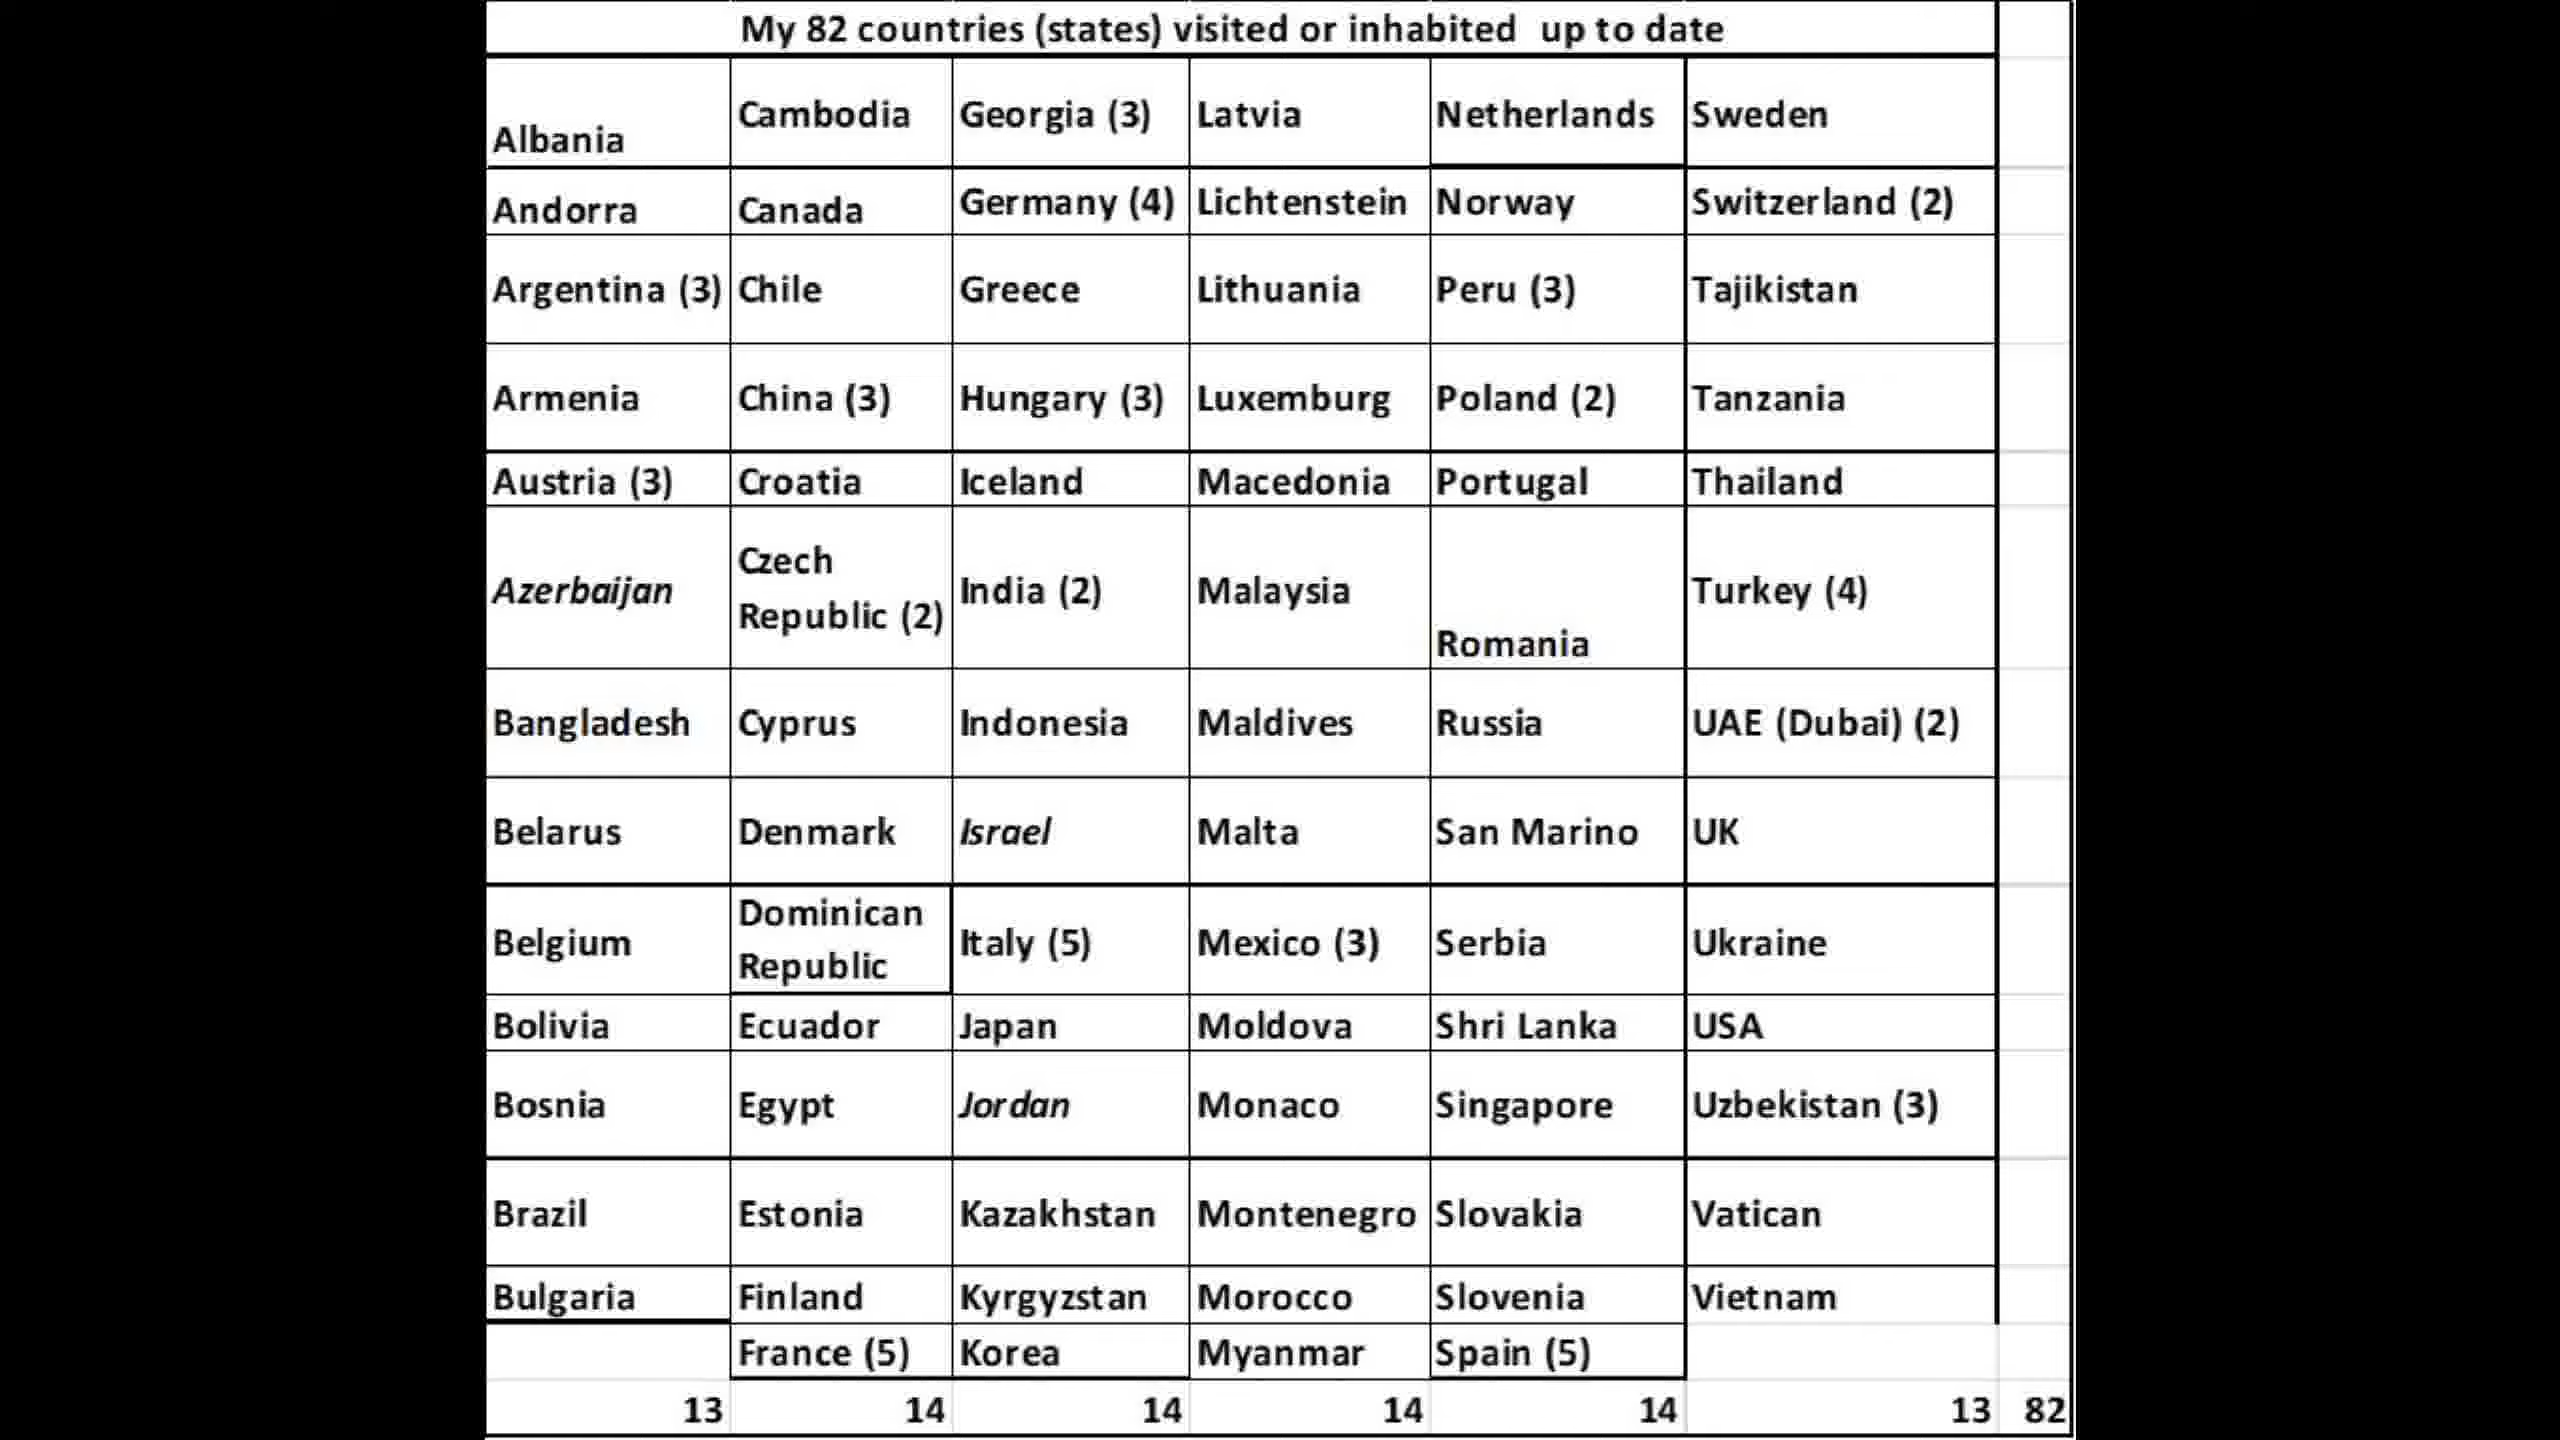 My 82 countries (states) visited or inhabited up to date
Albania Cambodia Georgia (3) Latvia Netherlands Sweden
Andorra Canada Germany (4) Lichtenstein Norway Switzerland (2)
Argentina (3) Chile Greece Lithuania Peru (3) Tajikistan
Armenia China (3) Hungary (3) Luxemburg Poland (2) Tanzania
Austria (3) Croatia Iceland Macedonia Portugal Thailand
Azerbaijan Czech Republic (2) India (2) Malaysia Romania Turkey (4)
Bangladesh Cyprus Indonesia Maldives Russia UAE (Dubai) (2)
Belarus Denmark Israel Malta San Marino UK
Belgium Dominican Republic Italy (5) Mexico (3) Serbia Ukraine
Bolivia Ecuador Japan Moldova Shri Lanka USA
Bosnia Egypt Jordan Monaco Singapore Uzbekistan (3)
Brazil Estonia Kazakhstan Montenegro Slovakia Vatican
Bulgaria Finland Kyrgyzstan Morocco Slovenia Vietnam
France (5) Korea Myanmar Spain (5)
13 14 14 14 14 13 82